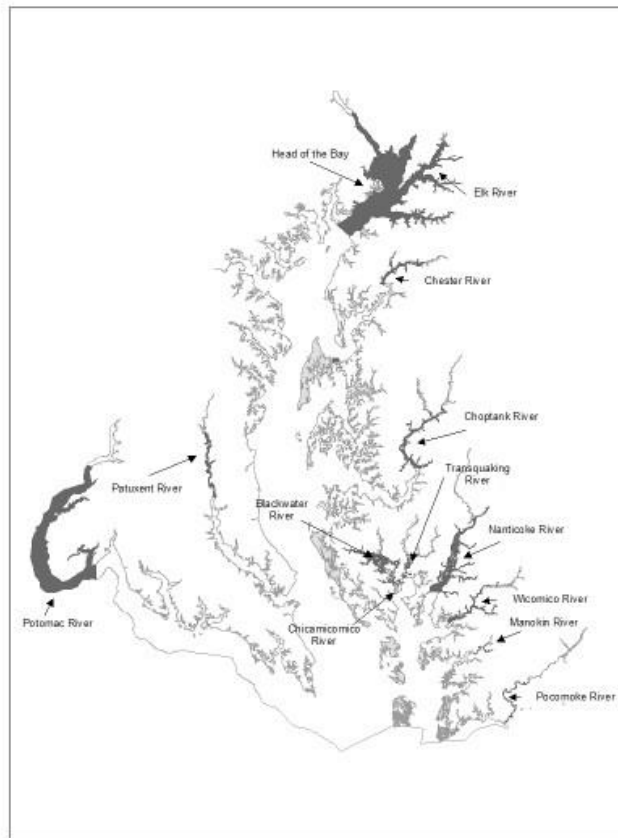 Head of the Bay
Elk River
Chester River
Choptank River
Transquaking
River
Patuxent River
Blackwater
River
Nanticoke River
Wicomico River
Chicamicomico
River
Manokin River
Potomac River
Pocomoke River